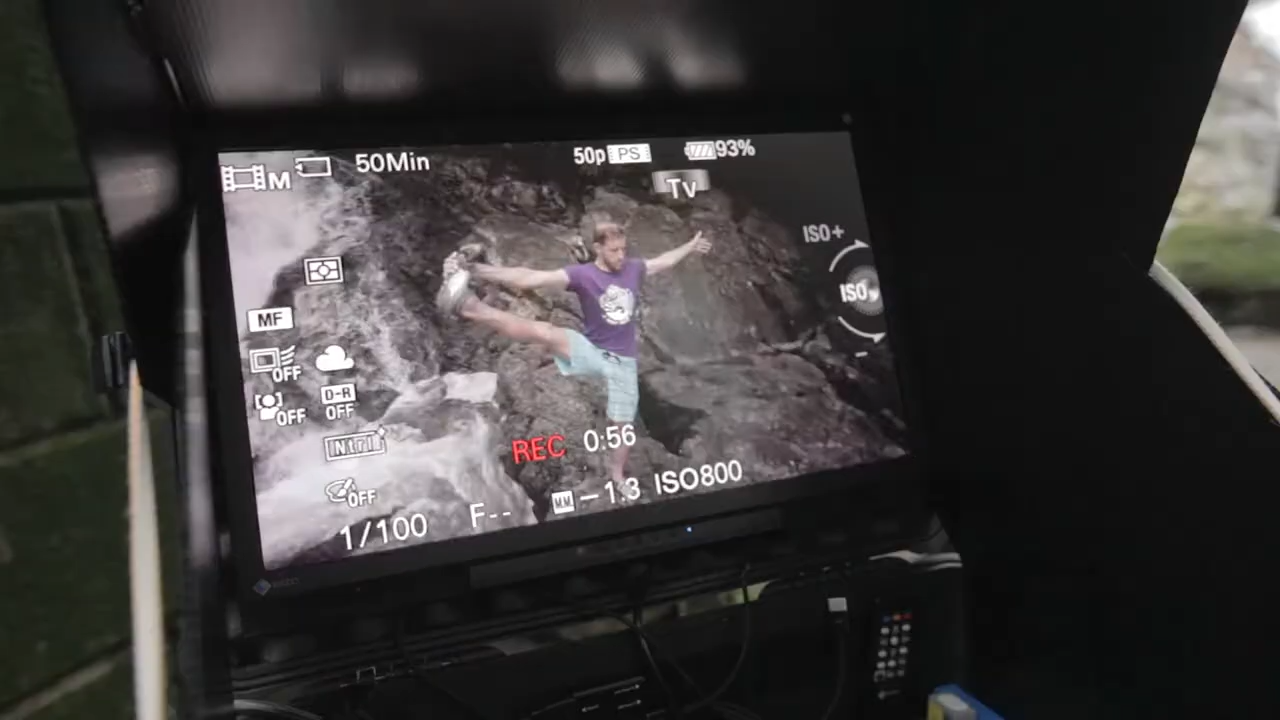 M 50Min 50p PS 93%
Tv
ISO+
ISO
MF
OFF
OFF
D-R
OFF
Ntrl
OFF
REC 0:56
1/100 F-- M.M. -1.3 ISO800
EIZO